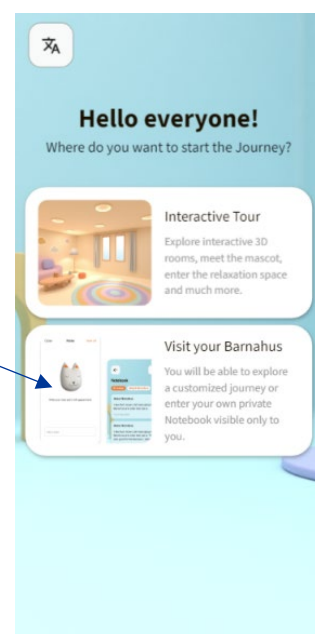 Hello everyone!
Where do you want to start the Journey?
Interactive Tour
Explore interactive 3D
rooms, meet the mascot,
enter the relaxation space
and much more.
Visit your Barnahus
You will be able to explore
a customized journey or
enter your own private
Notebook visible only to
you.
Notebook